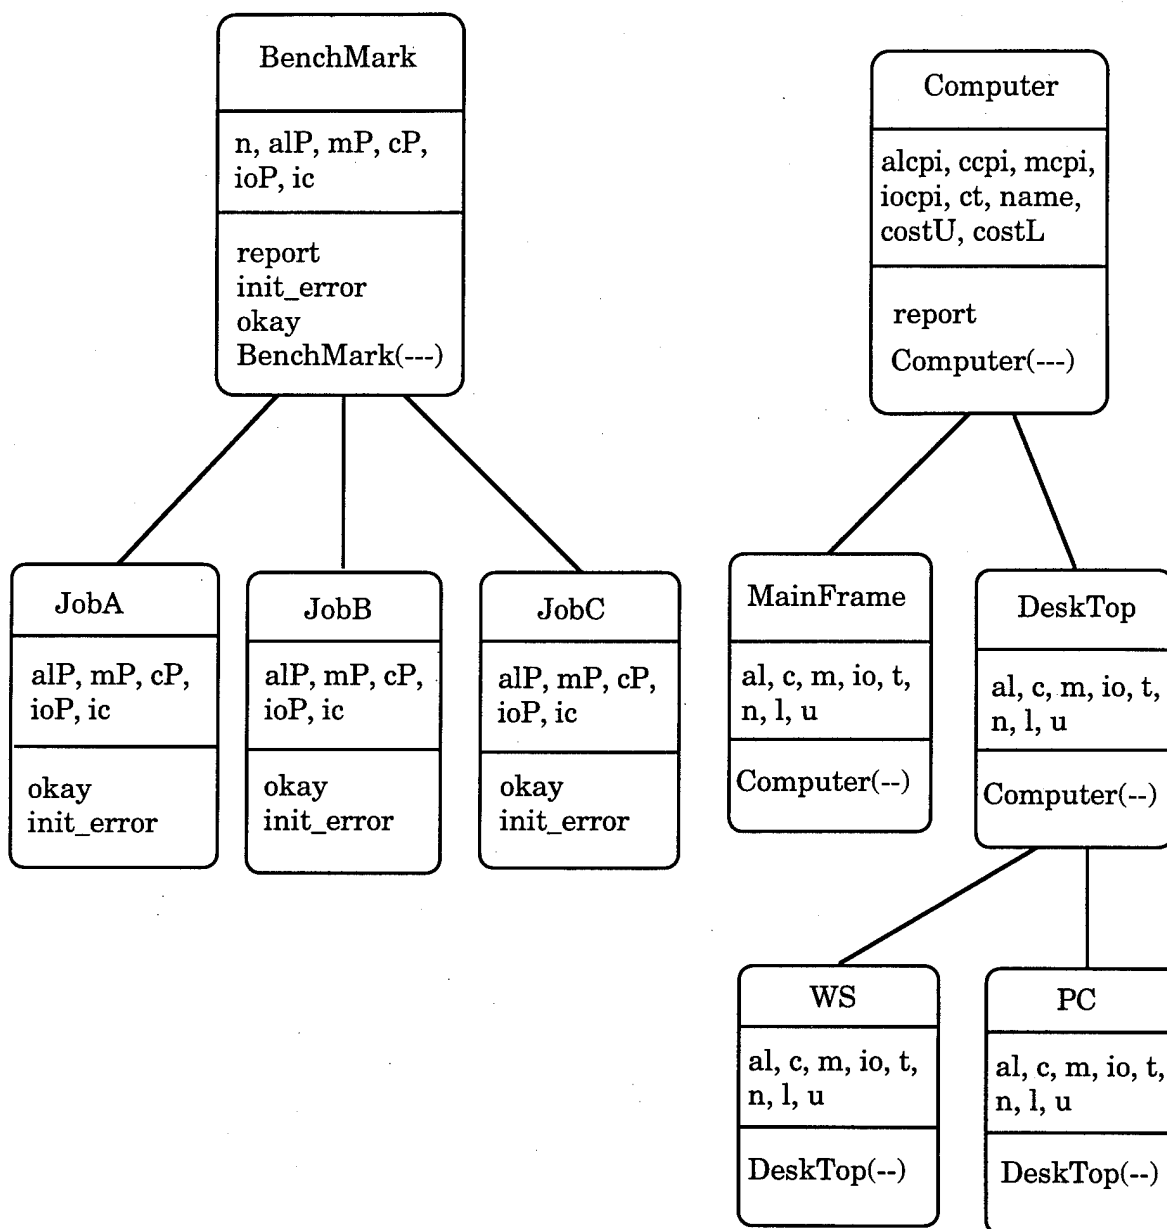 BenchMark
n, alP, mP, cP,
ioP, ic
report
init_error
okay
BenchMark(---)
Computer
alcpi, ccpi, mcpi,
iocpi, ct, name,
costU, costL
report
Computer(---)
JobA
alP, mP, cP,
ioP, ic
okay
init_error
JobB
alP, mP, cP,
ioP, ic
okay
init_error
JobC
alP, mP, cP,
ioP, ic
okay
init_error
MainFrame
al, c, m, io, t,
n, l, u
Computer(--)
DeskTop
al, c, m, io, t,
n, l, u
Computer(--)
WS
al, c, m, io, t,
n, l, u
DeskTop(--)
PC
al, c, m, io, t,
n, l, u
DeskTop(--)